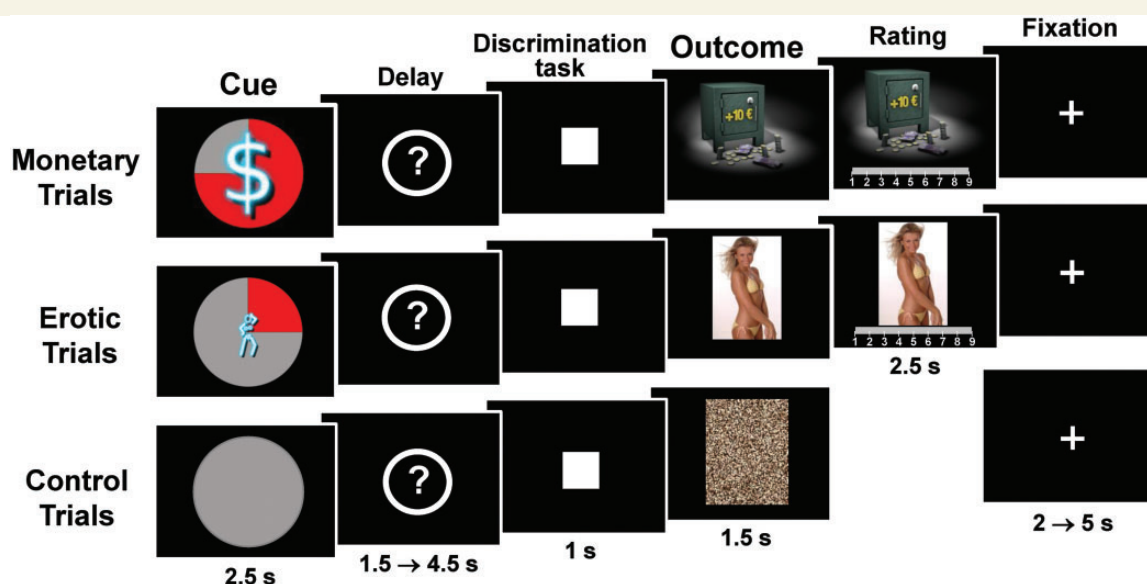 Cue
Delay
Discrimination
task
Outcome
Rating
Fixation
Monetary
Trials
$
?
+10 €
+10 €
1 2 3 4 5 6 7 8 9
+
Erotic
Trials
?
1 2 3 4 5 6 7 8 9
+
2.5 s
Control
Trials
?
+
2.5 s
1.5 → 4.5 s
1 s
1.5 s
2 → 5 s